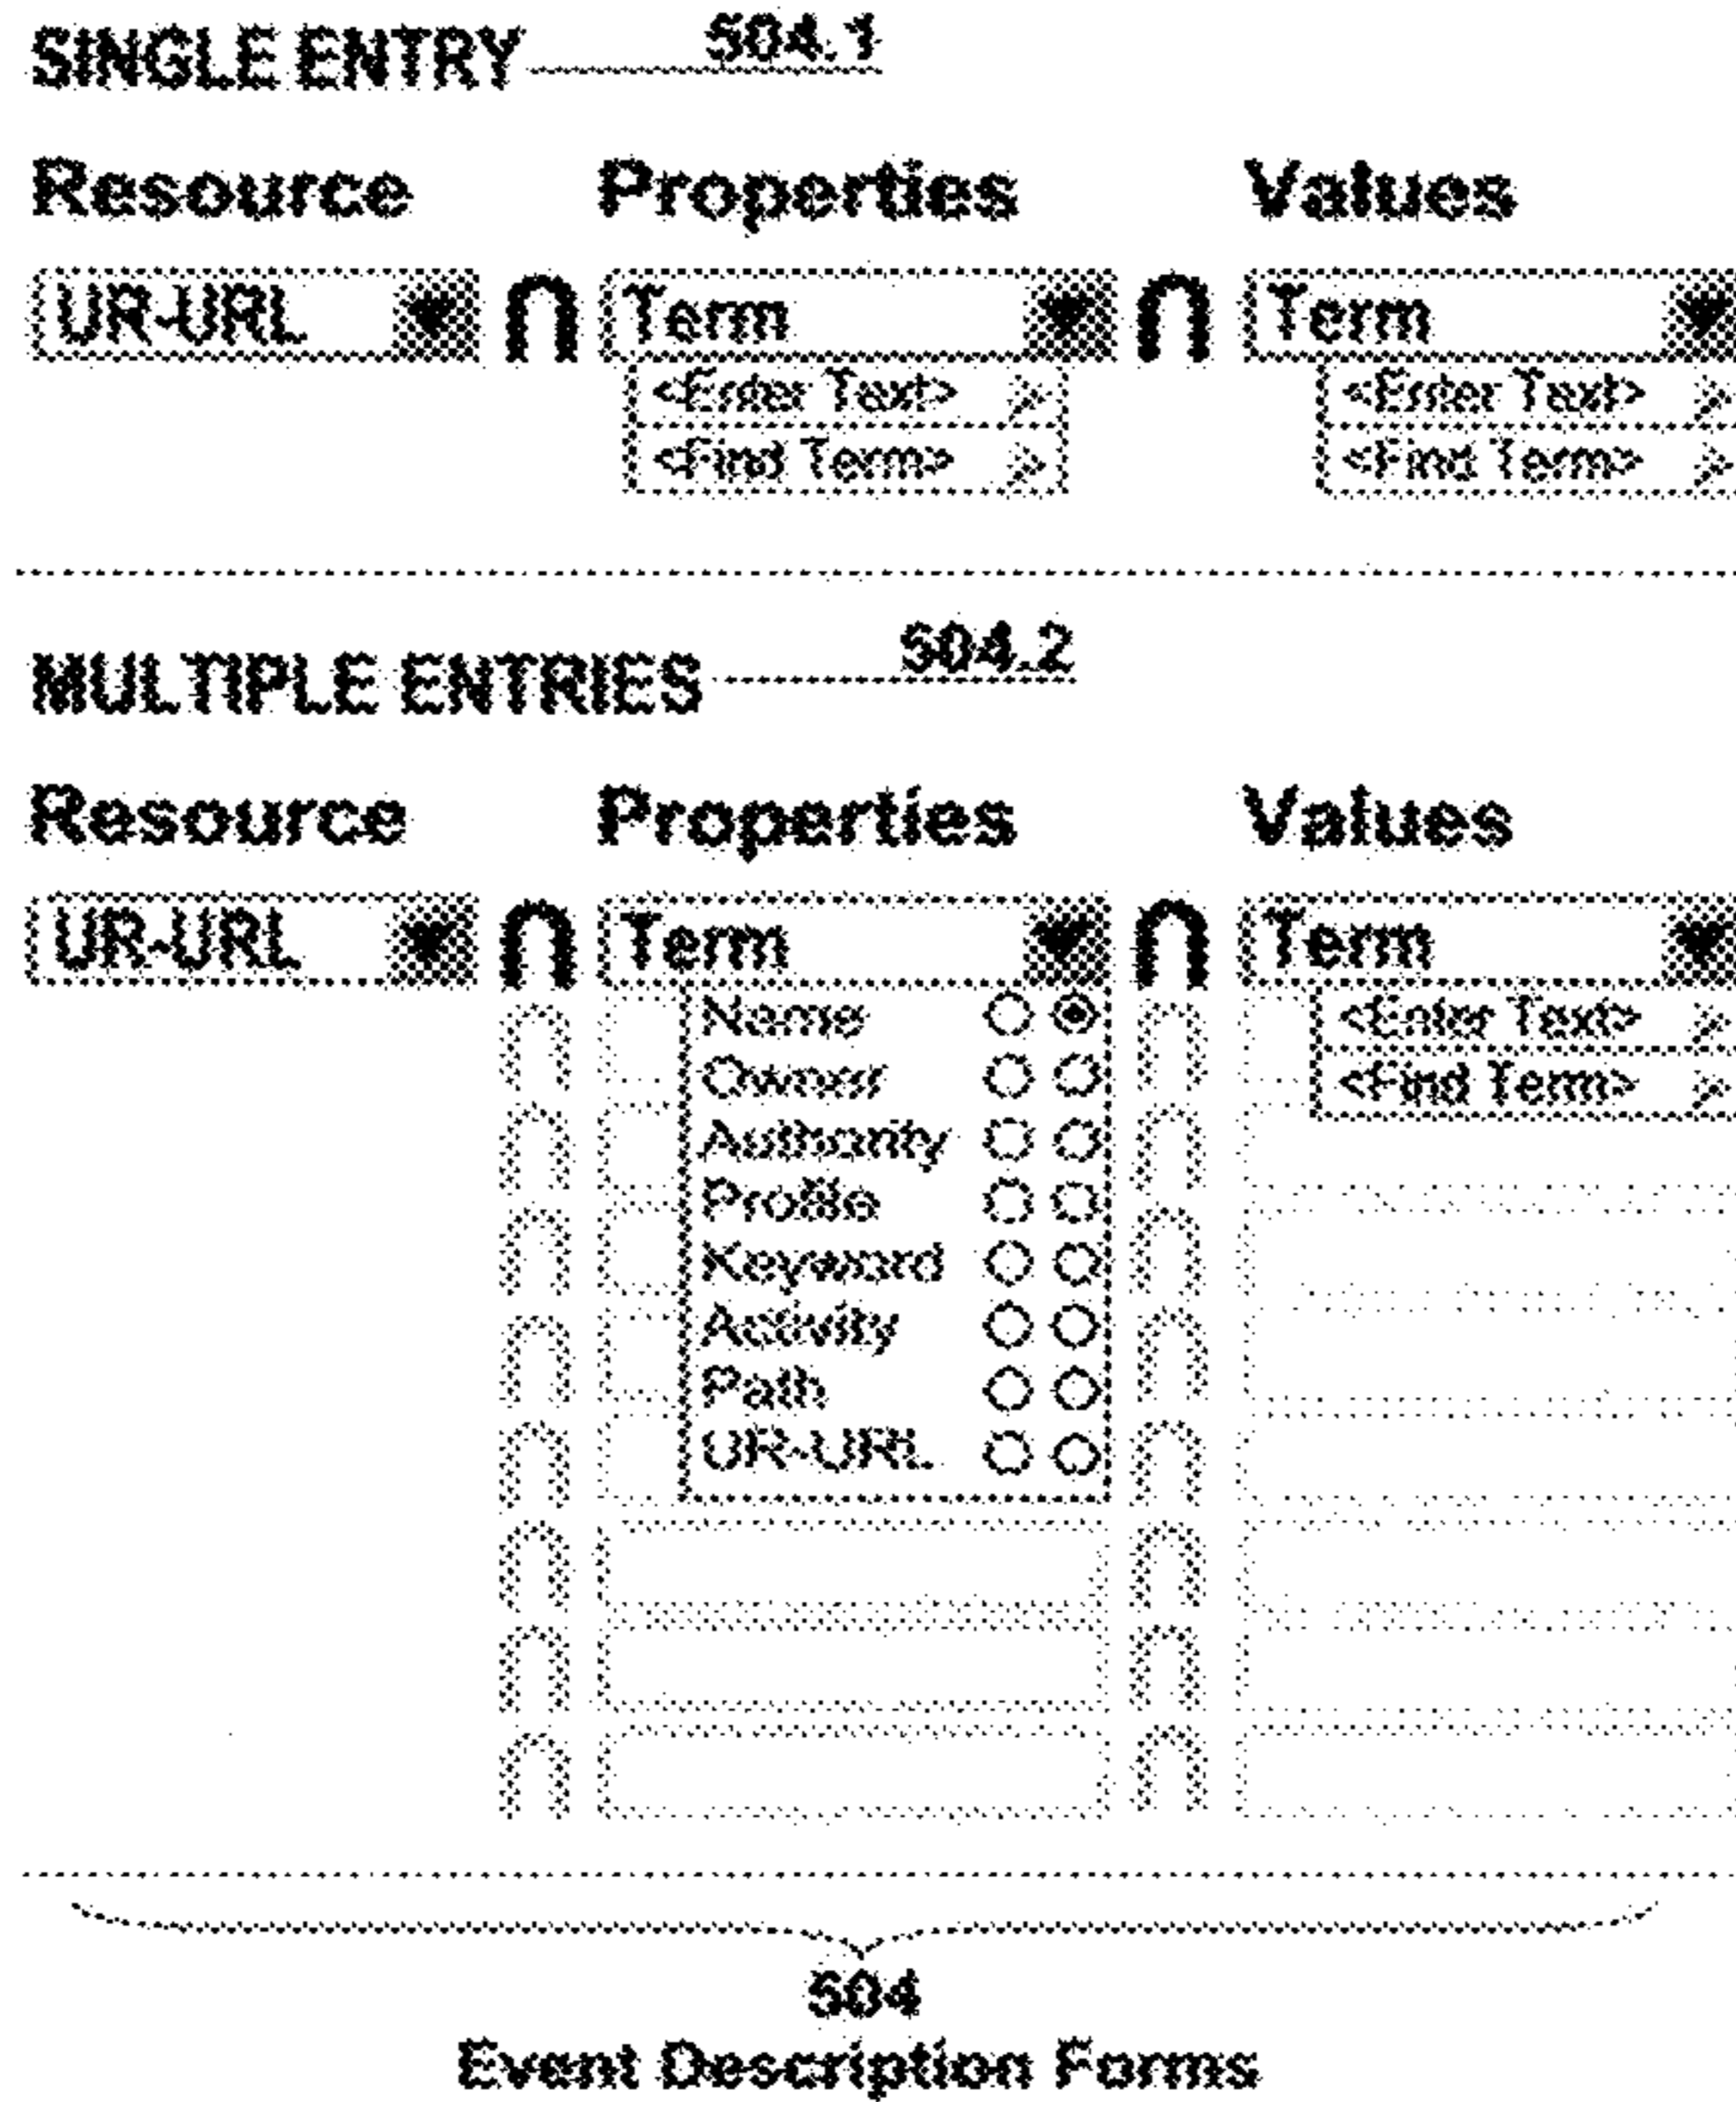 SINGLE ENTRY 504.1
Resource Properties Values
UR-URL ∩ Term ∩ Term
<Enter Text> <Enter Text>
<Find Term> <Find Term>
MULTIPLE ENTRIES 504.2
Resource Properties Values
UR-URL ∩ Term ∩ Term
Name <Enter Text>
Owner <Find Term>
Authority
Profile
Keyword
Activity
Path
UR-URL
504
Event Description Forms